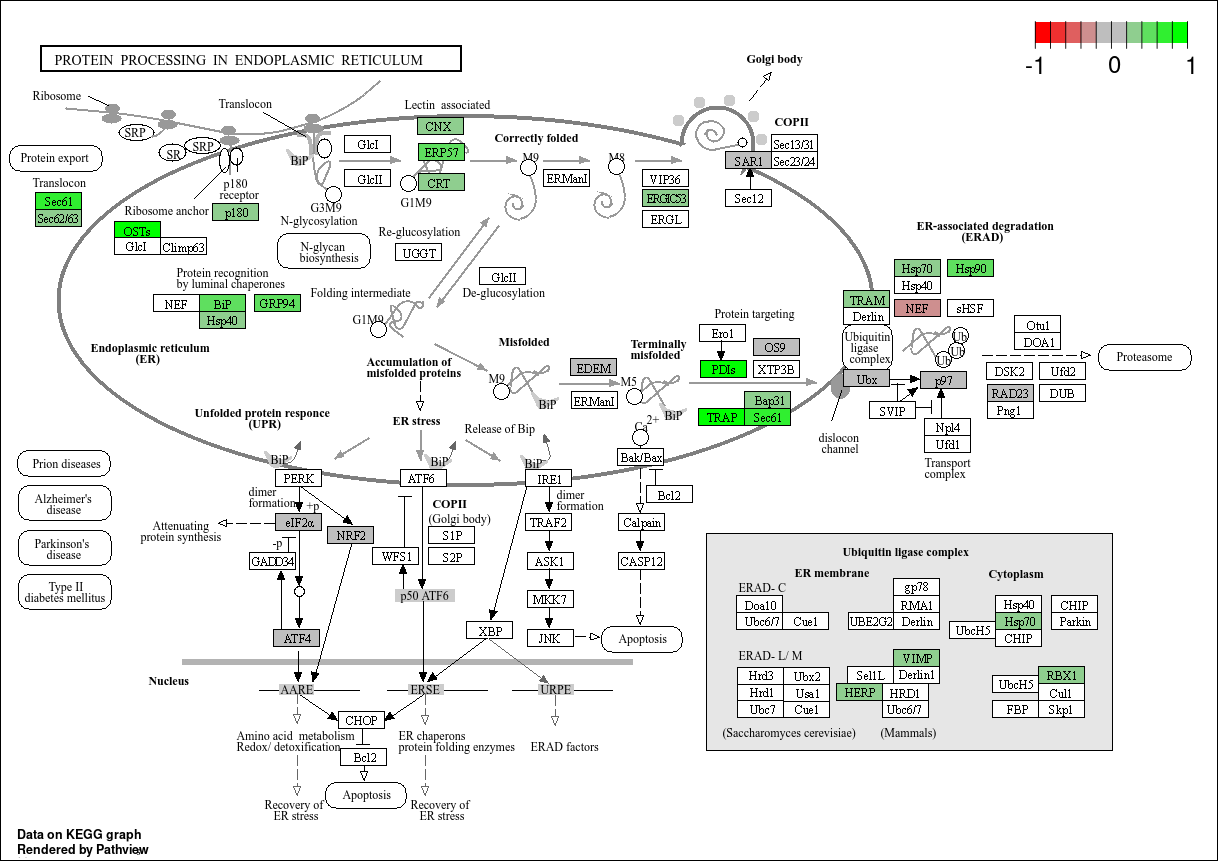 PROTEIN PROCESSING IN ENDOPLASMIC RETICULUM
-1 0 1
Golgi body
Ribosome
Translocon
Lectin associated
SRP
SRP
SR
BiP
GlcI
GlcII
CNX
ERP57
CRT
G1M9
Correctly folded
M9
ERManI
M8
VIP36
ERGIC53
ERGL
COPII
Sec13/31
SAR1
Sec23/24
Sec12
Protein export
Translocon
Sec61
Sec62/63
p180
receptor
Ribosome anchor
p180
OSTs
GlcI
Climp63
G3M9
N-glycosylation
N-glycan
biosynthesis
Re-glucosylation
UGGT
GlcII
De-glucosylation
Protein recognition
by luminal chaperones
NEF
BiP
GRP94
Hsp40
Folding intermediate
G1M9
Endoplasmic reticulum
(ER)
Accumulation of
misfolded proteins
Misfolded
M9
BiP
EDEM
ERManI
Terminally
misfolded
M5
BiP
Protein targeting
Ero1
OS9
PDIs
XTP3B
Bap31
TRAP
Sec61
ER-associated degradation
(ERAD)
Hsp70
Hsp90
Hsp40
TRAM
NEF
sHSF
Derlin
Ubiquitin
ligase
complex
Ub
Ub
Ub
Otu1
DOA1
Proteasome
Ubx
p97
DSK2
Ufd2
RAD23
DUB
Png1
SVIP
Npl4
Ufd1
Transport
complex
dislocon
channel
Unfolded protein responce
(UPR)
ER stress
Release of Bip
BiP
BiP
BiP
PERK
ATF6
IRE1
Ca2+
Bak/Bax
Bcl2
Prion diseases
Alzheimer's
disease
Parkinson's
disease
Type II
diabetes mellitus
dimer
formation
+p
eIF2α
Attenuating
protein synthesis
-p
GADD34
NRF2
ATF4
COPII
(Golgi body)
S1P
S2P
WFS1
p50 ATF6
dimer
formation
TRAF2
ASK1
MKK7
JNK
XBP
Calpain
CASP12
Apoptosis
Nucleus
AARE
ERSE
URPE
CHOP
Bcl2
Apoptosis
Amino acid metabolism
Redox/ detoxification
ER chaperons
protein folding enzymes
ERAD factors
Recovery of
ER stress
Recovery of
ER stress
Ubiquitin ligase complex
ER membrane
Cytoplasm
ERAD- C
Doa10
Ubc6/7
Cue1
gp78
RMA1
UBE2G2
Derlin
Hsp40
Hsp70
UbcH5
CHIP
CHIP
Parkin
ERAD- L/ M
Hrd3
Ubx2
Hrd1
Usa1
Ubc7
Cue1
VIMP
Sel1L
Derlin1
HERP
HRD1
Ubc6/7
RBX1
UbcH5
Cul1
FBP
Skp1
(Saccharomyces cerevisiae)
(Mammals)
Data on KEGG graph
Rendered by Pathview